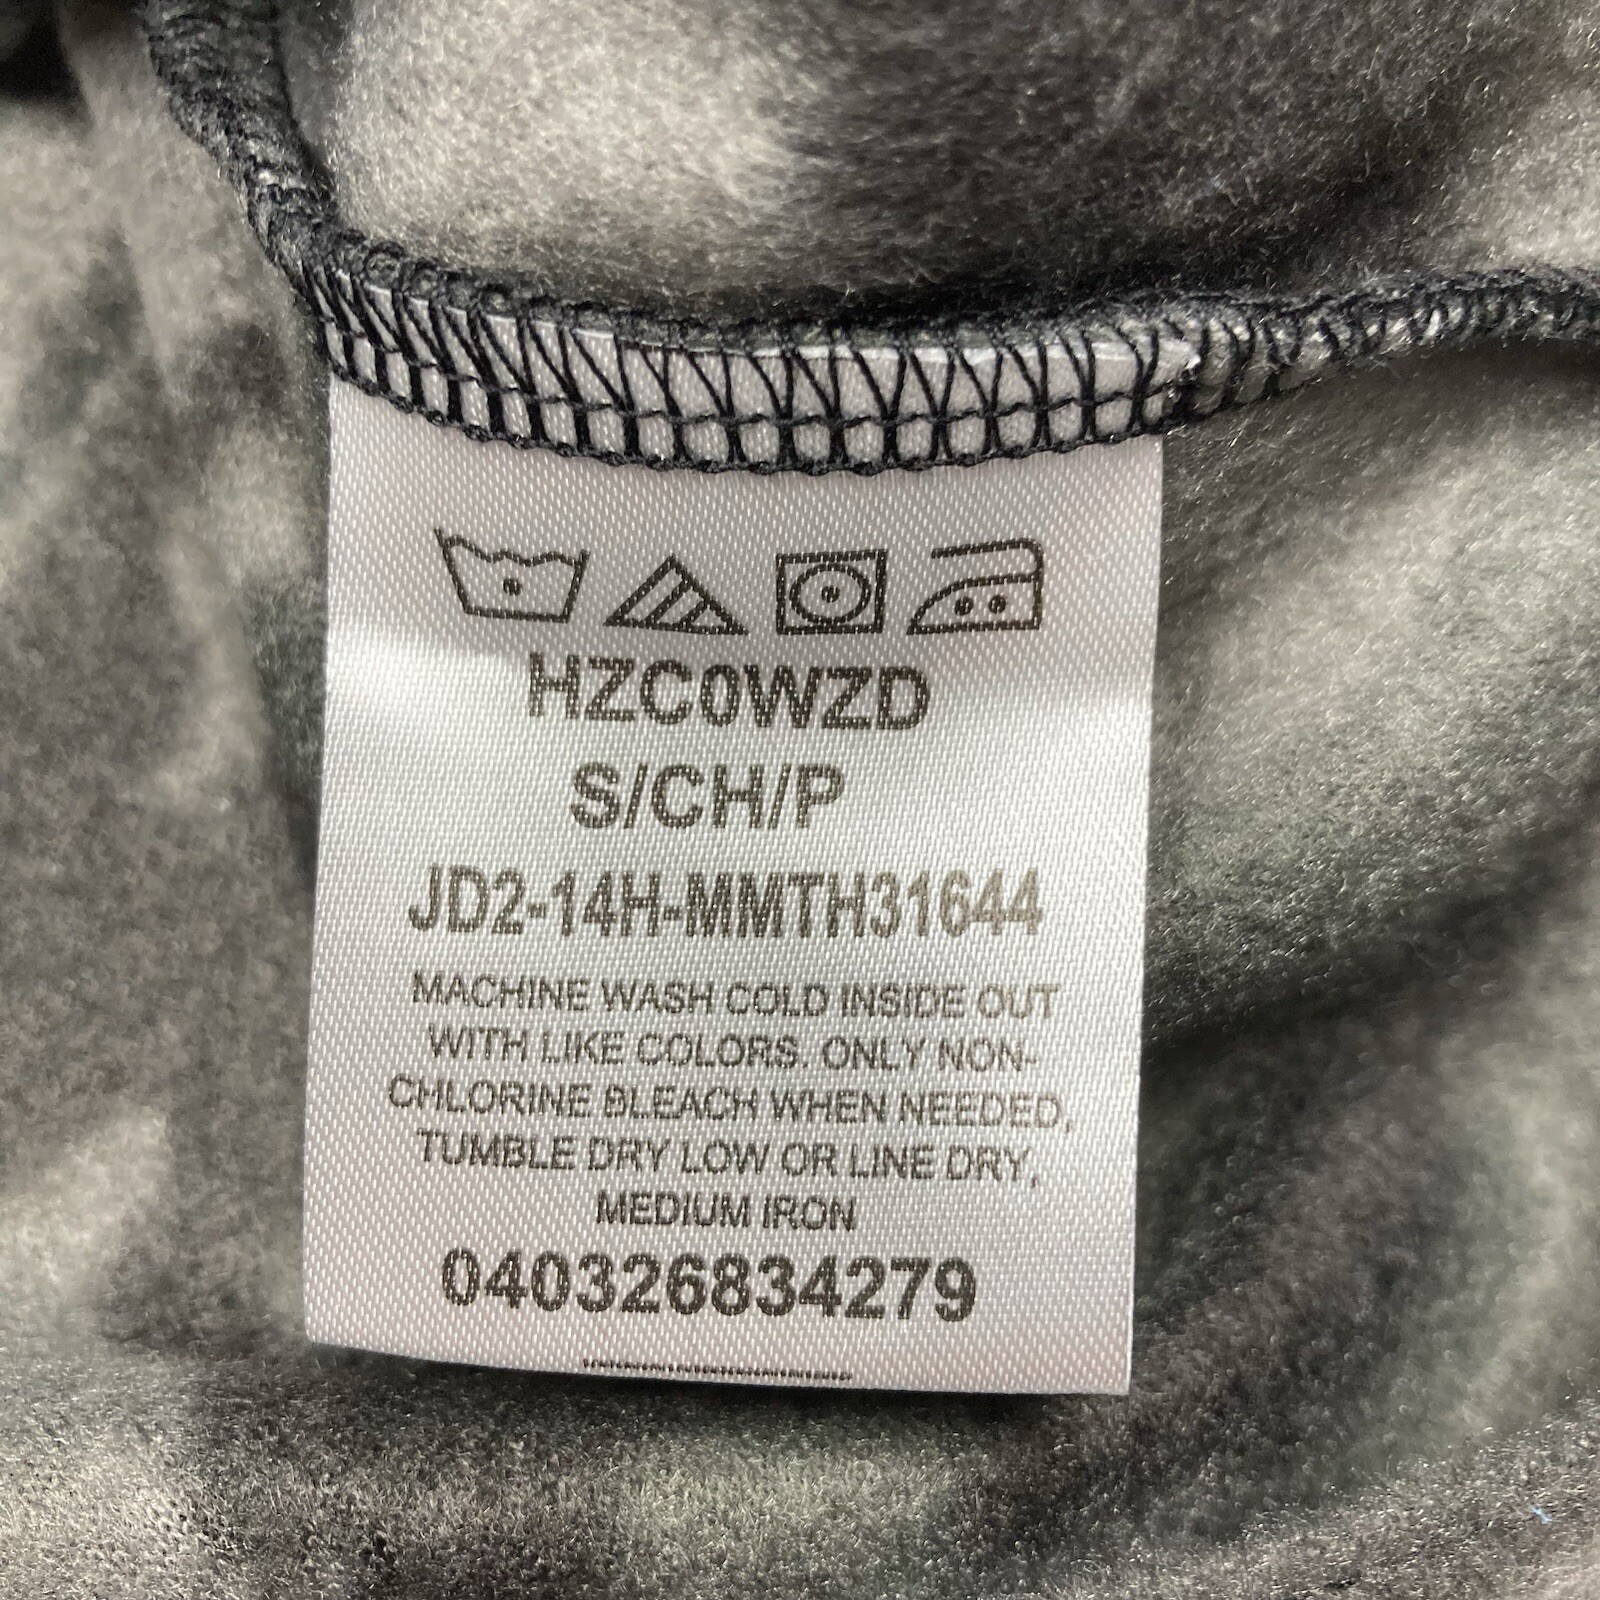 HZC0WZD
S/CH/P
JD2-14H-MMTH31644
MACHINE WASH COLD INSIDE OUT
WITH LIKE COLORS. ONLY NON-
CHLORINE BLEACH WHEN NEEDED,
TUMBLE DRY LOW OR LINE DRY,
MEDIUM IRON
040326834279